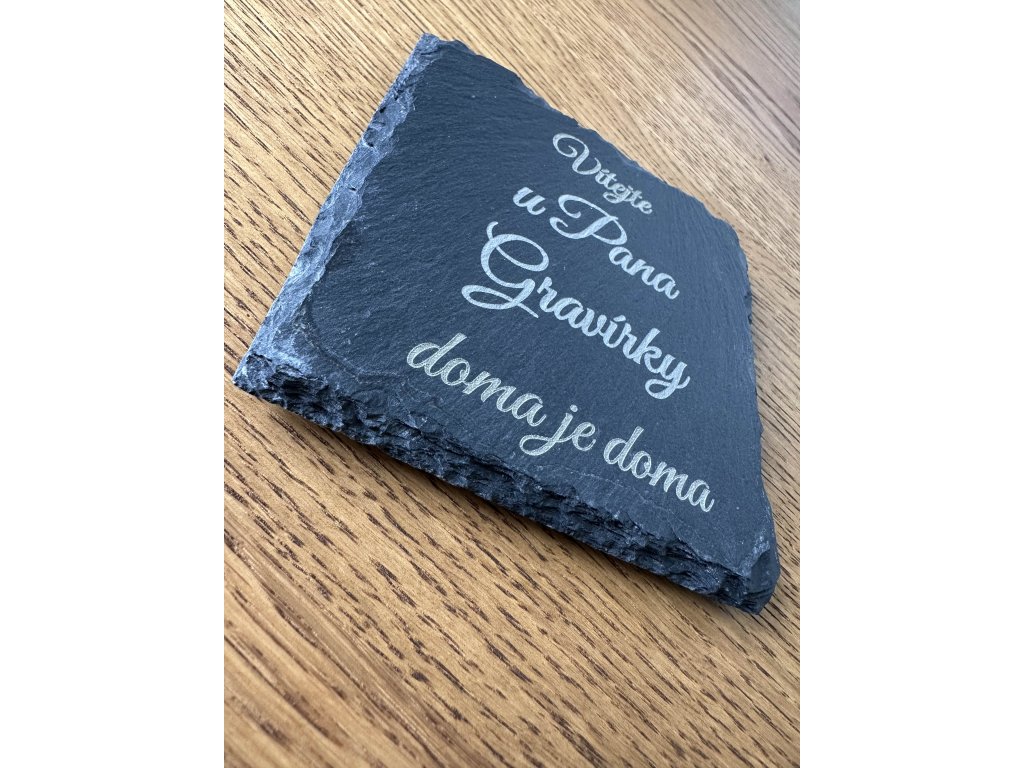 Vítejte
u Pana
Gravírky
doma je doma